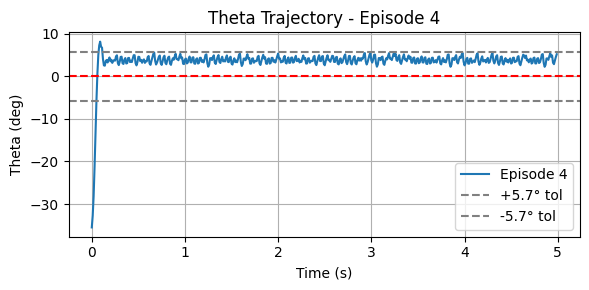 Theta Trajectory - Episode 4
Theta (deg)
10
0
−10
−20
−30
Episode 4
+5.7° tol
-5.7° tol
0
1
2
3
4
5
Time (s)